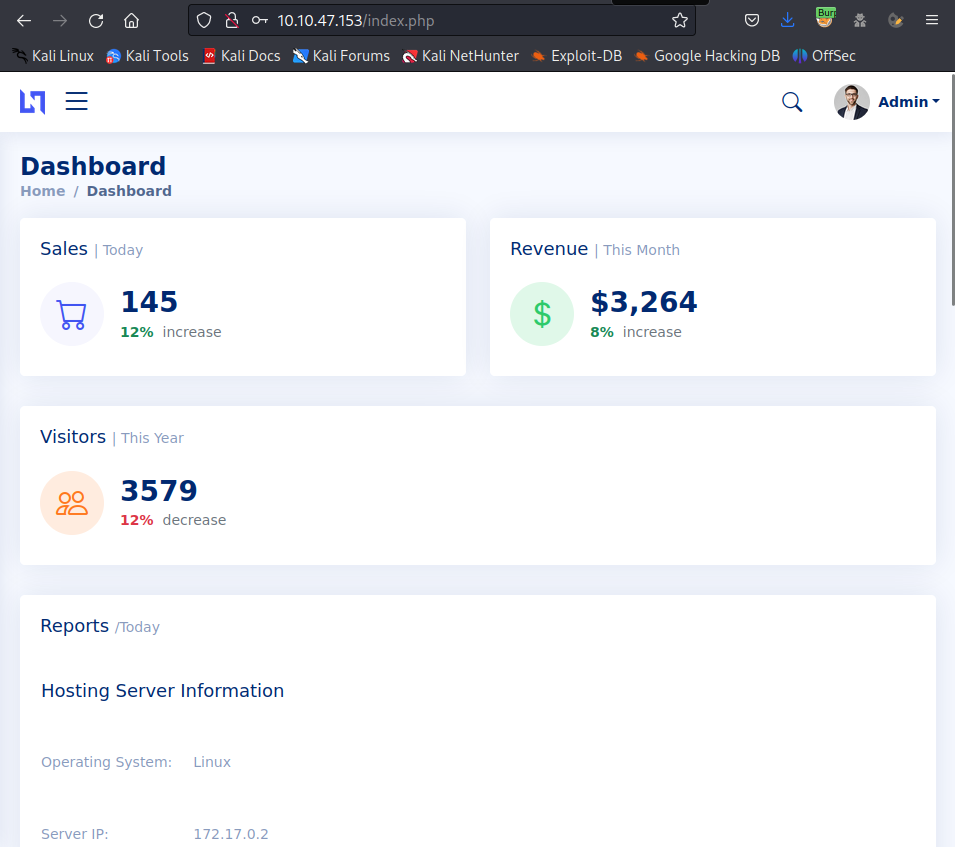 10.10.47.153/index.php
Burp
Kali Linux Kali Tools Kali Docs Kali Forums Kali NetHunter Exploit-DB Google Hacking DB OffSec
Admin
Dashboard
Home / Dashboard
Sales | Today
145
12% increase
Revenue | This Month
$3,264
8% increase
Visitors | This Year
3579
12% decrease
Reports /Today
Hosting Server Information
Operating System: Linux
Server IP: 172.17.0.2